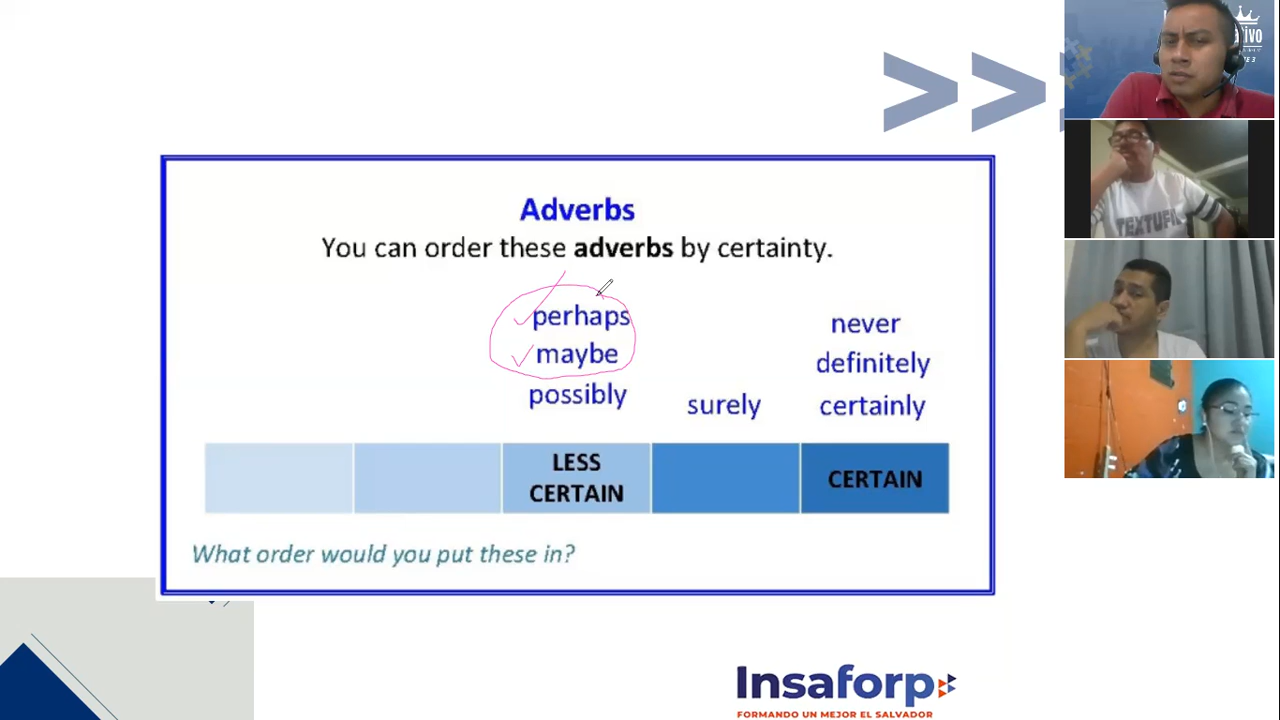 >>
Adverbs
You can order these adverbs by certainty.
perhaps
maybe
possibly
surely
never
definitely
certainly
LESS
CERTAIN
CERTAIN
What order would you put these in?
Insaforp
FORMANDO UN MEJOR EL SALVADOR